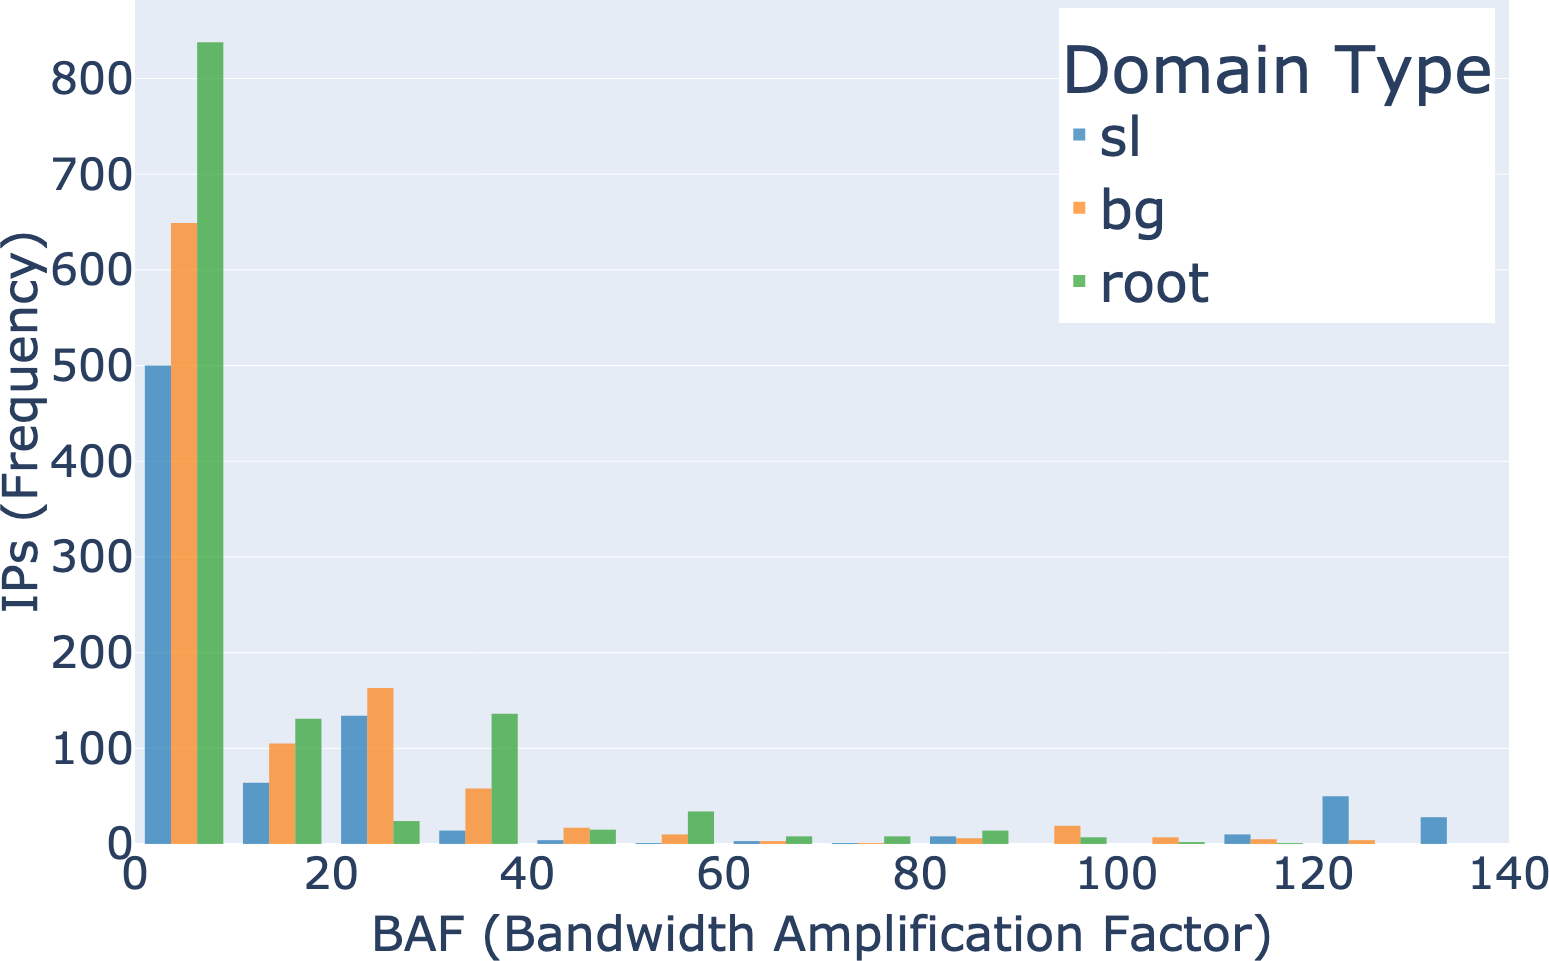 Domain Type
sl
bg
root
IPs (Frequency)
800
700
600
500
400
300
200
100
0
0 20 40 60 80 100 120 140
BAF (Bandwidth Amplification Factor)